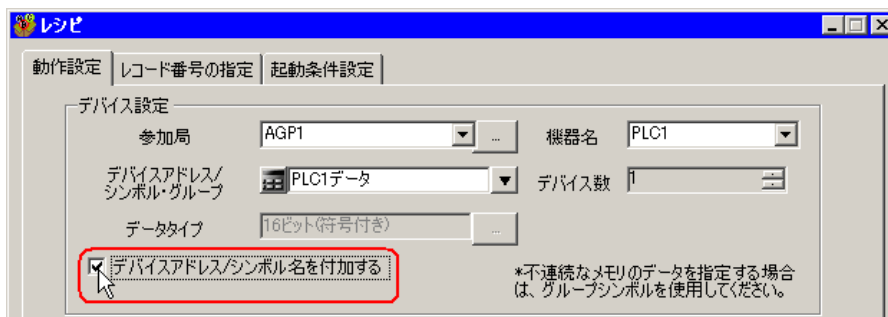 レシピ
動作設定 レコード番号の指定 起動条件設定
デバイス設定
参加局 AGP1 ... 機器名 PLC1
デバイスアドレス/
シンボル・グループ PLC1データ デバイス数 1
データタイプ 16ビット(符号付き) ...
デバイスアドレス/シンボル名を付加する
*不連続なメモリのデータを指定する場合
は、グループシンボルを使用してください。